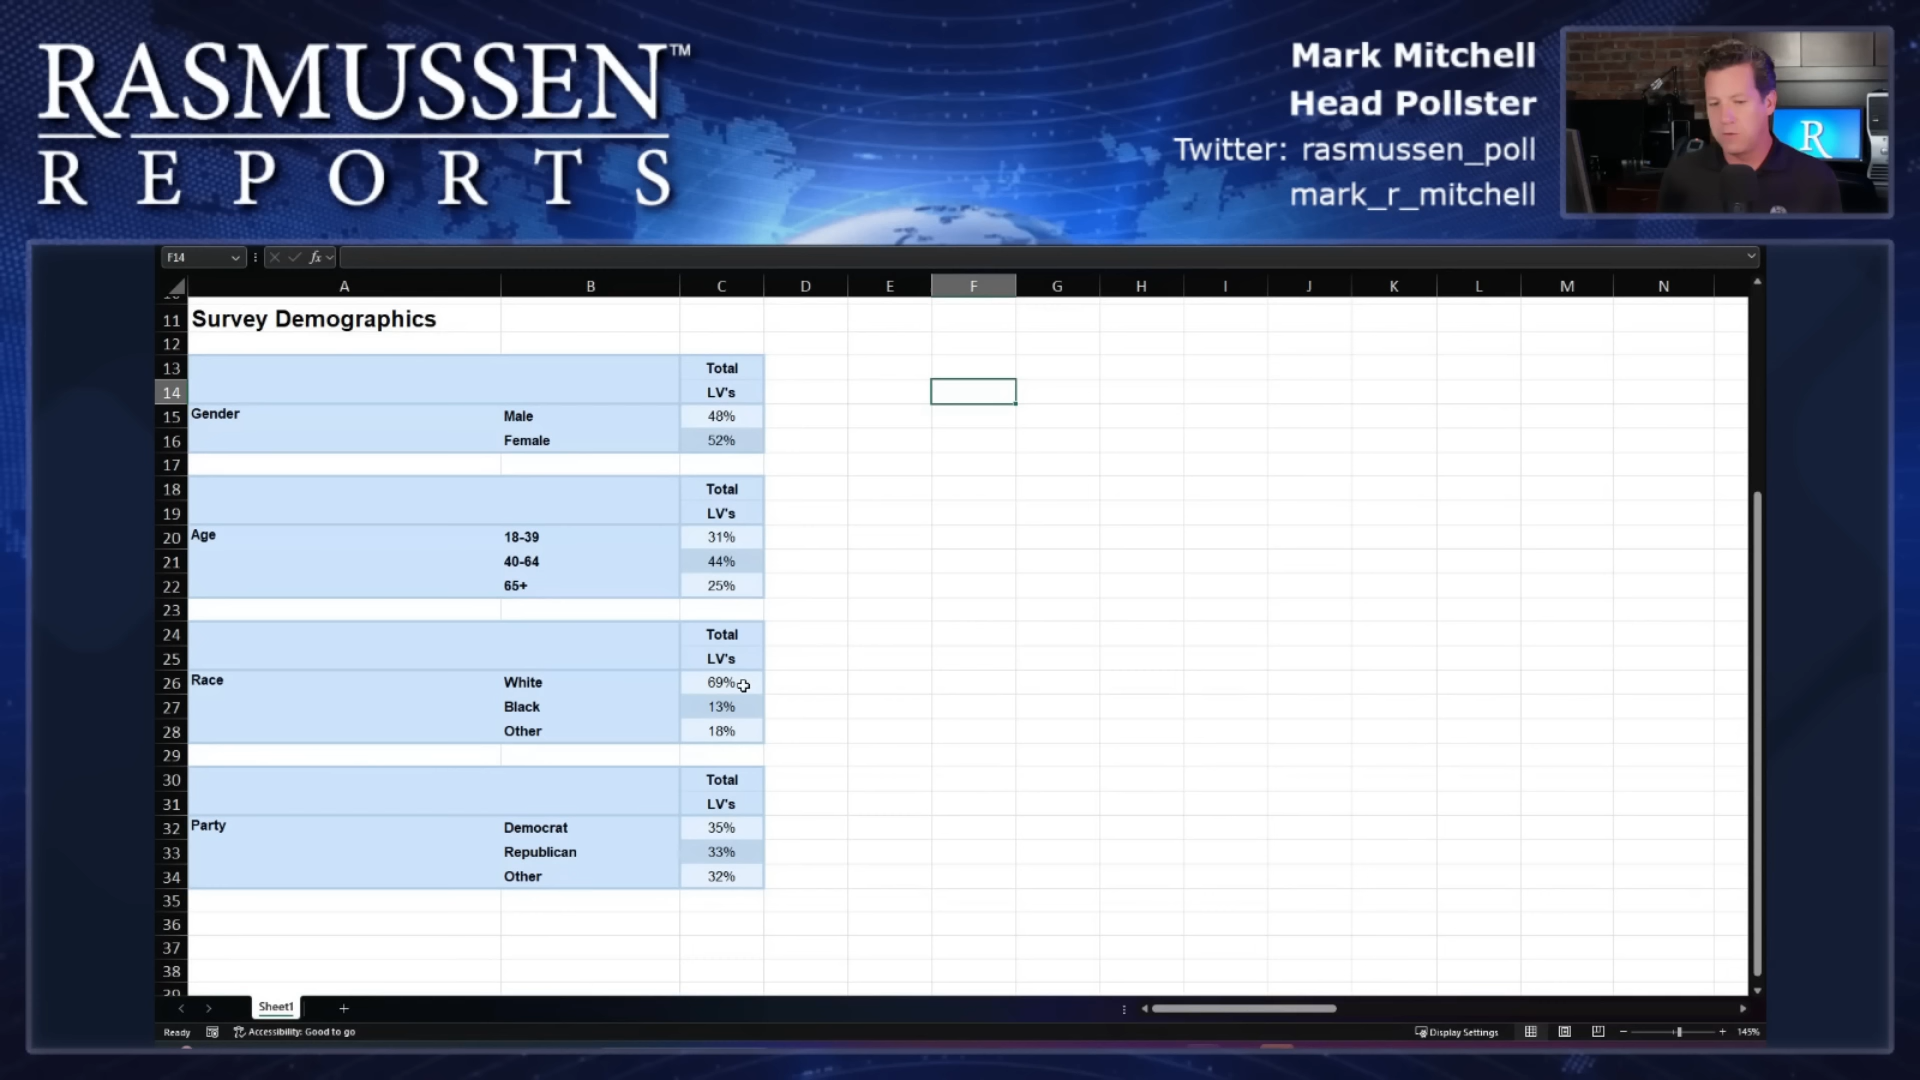 RASMUSSEN™
REPORTS
Mark Mitchell
Head Pollster
Twitter: rasmussen_poll
mark_r_mitchell
R
F14
fx
A B C D E F G H I J K L M N
11 Survey Demographics
12
13 Total
14 LV's
15 Gender Male 48%
16 Female 52%
17
18 Total
19 LV's
20 Age 18-39 31%
21 40-64 44%
22 65+ 25%
23
24 Total
25 LV's
26 Race White 69%
27 Black 13%
28 Other 18%
29
30 Total
31 LV's
32 Party Democrat 35%
33 Republican 33%
34 Other 32%
35
36
37
38
Sheet1
Ready Accessibility: Good to go Display Settings 145%